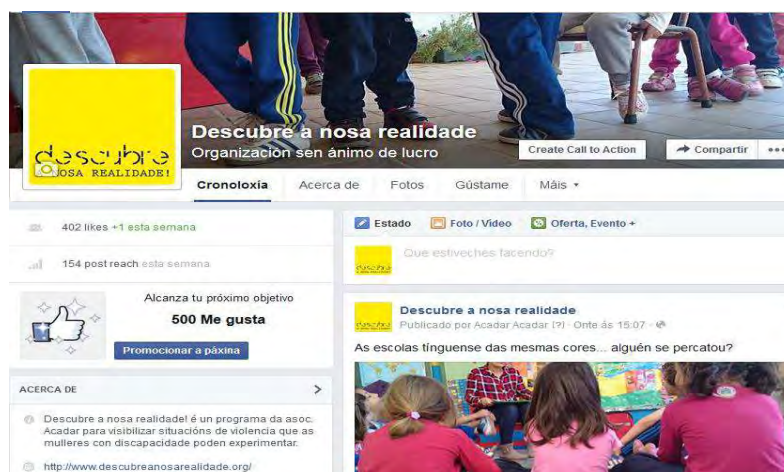 descubre
A NOSA REALIDADE!
Descubre a nosa realidade
Organización sen ánimo de lucro
Create Call to Action
Compartir
Cronoloxía
Acerca de
Fotos
Gústame
Máis
402 likes +1 esta semana
154 post reach esta semana
Alcanza tu próximo objetivo
500 Me gusta
Promocionar a páxina
ACERCA DE
Descubre a nosa realidade! é un programa da asoc.
Acadar para visibilizar situacións de violencia que as
mulleres con discapacidade poden experimentar.
http://www.descubreanosarealidade.org/
Estado
Foto / Video
Oferta, Evento +
Que estiveches facendo?
Descubre a nosa realidade
Publicado por Acadar Acadar [?] · Onte ás 15:07 ·
As escolas tínguense das mesmas cores... alguén se percatou?